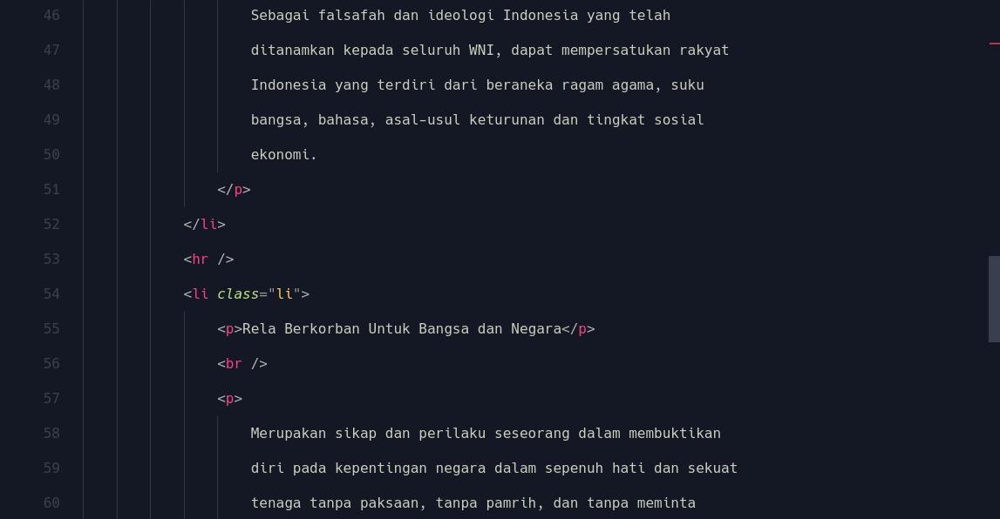 46 Sebagai falsafah dan ideologi Indonesia yang telah
47 ditanamkan kepada seluruh WNI, dapat mempersatukan rakyat
48 Indonesia yang terdiri dari beraneka ragam agama, suku
49 bangsa, bahasa, asal-usul keturunan dan tingkat sosial
50 ekonomi.
51 </p>
52 </li>
53 <hr />
54 <li class="li">
55 <p>Rela Berkorban Untuk Bangsa dan Negara</p>
56 <br />
57 <p>
58 Merupakan sikap dan perilaku seseorang dalam membuktikan
59 diri pada kepentingan negara dalam sepenuh hati dan sekuat
60 tenaga tanpa paksaan, tanpa pamrih, dan tanpa meminta